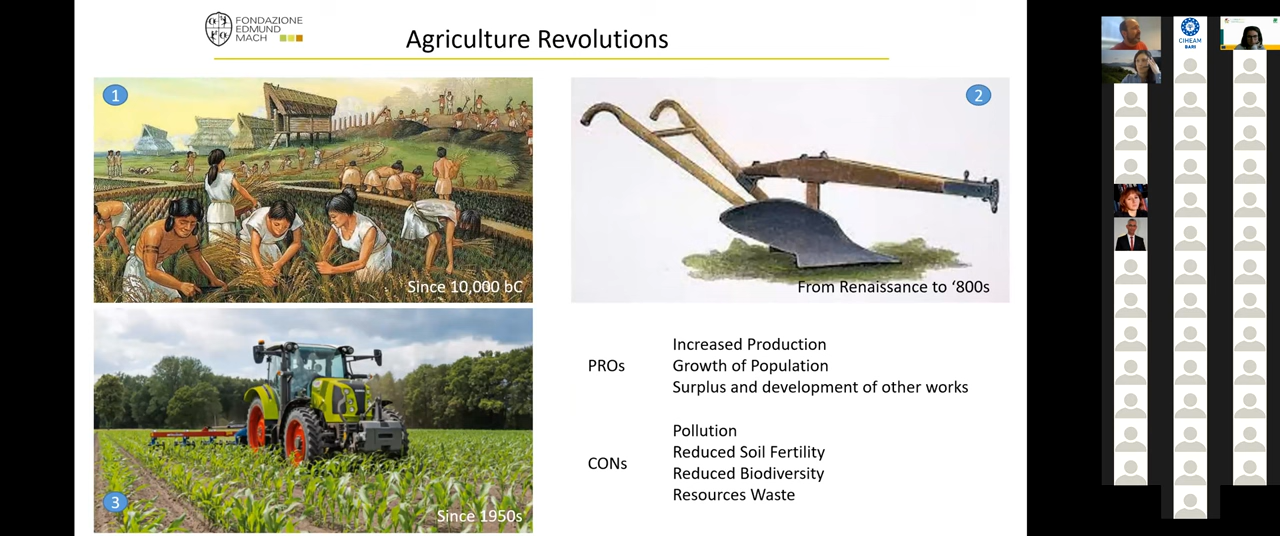 FONDAZIONE
EDMUND
MACH
Agriculture Revolutions
1
Since 10,000 bC
2
From Renaissance to ‘800s
3
Since 1950s
PROs
Increased Production
Growth of Population
Surplus and development of other works
CONs
Pollution
Reduced Soil Fertility
Reduced Biodiversity
Resources Waste
CIHEAM
BARI